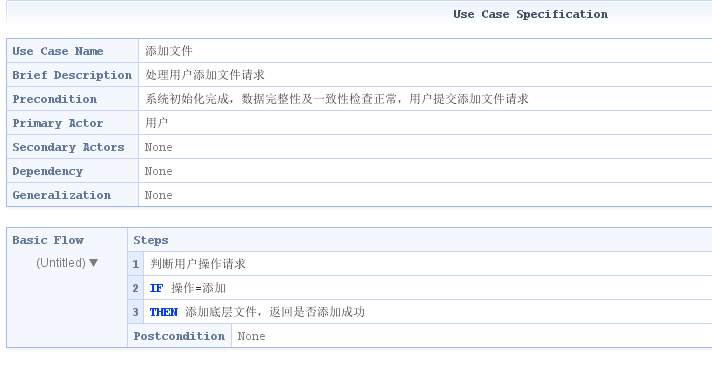 Use Case Specification
Use Case Name 添加文件
Brief Description 处理用户添加文件请求
Precondition 系统初始化完成，数据完整性及一致性检查正常，用户提交添加文件请求
Primary Actor 用户
Secondary Actors None
Dependency None
Generalization None
Basic Flow Steps
(Untitled) ▼
1 判断用户操作请求
2 IF 操作=添加
3 THEN 添加底层文件，返回是否添加成功
Postcondition None